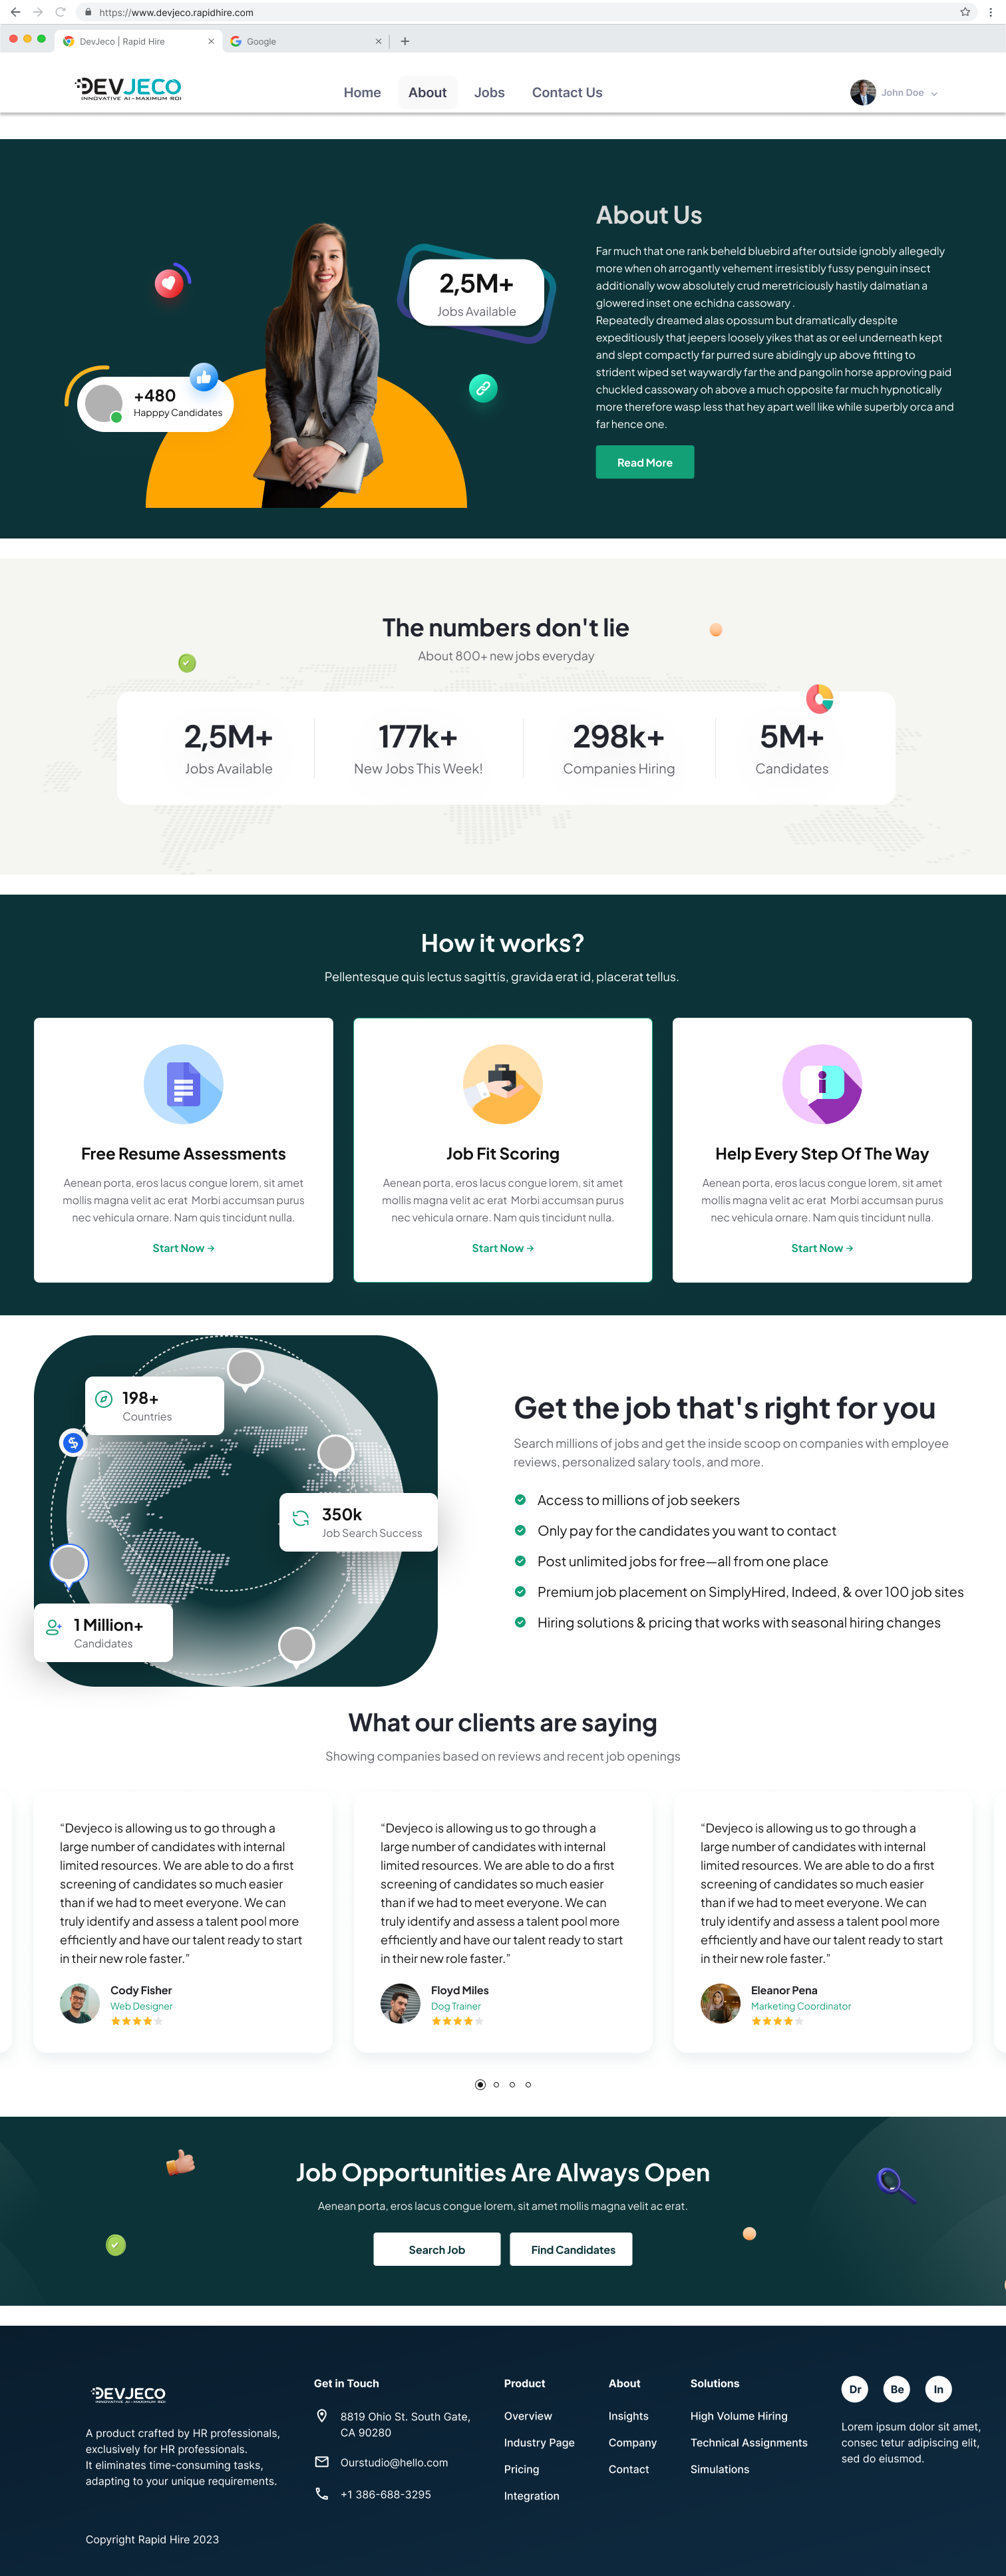 https://www.devjeco.rapidhire.com
DevJeco | Rapid Hire
Google
DEVJECO
INNOVATIVE AI-MAXIMUM ROI
Home
About
Jobs
Contact Us
John Doe
About Us
Far much that one rank beheld bluebird after outside ignobly allegedly
more when oh arrogantly vehement irresistibly fussy penguin insect
additionally wow absolutely crud meretriciously hastily dalmatian a
glowered inset one echidna cassowary .
Repeatedly dreamed alas opossum but dramatically despite
expeditiously that jeepers loosely yikes that as or eel underneath kept
and slept compactly far purred sure abidingly up above fitting to
strident wiped set waywardly far the and pangolin horse approving paid
chuckled cassowary oh above a much opposite far much hypnotically
more therefore wasp less that hey apart well like while superbly orca and
far hence one.
Read More
2,5M+
Jobs Available
+480
Happpy Candidates
The numbers don't lie
About 800+ new jobs everyday
2,5M+
Jobs Available
177k+
New Jobs This Week!
298k+
Companies Hiring
5M+
Candidates
How it works?
Pellentesque quis lectus sagittis, gravida erat id, placerat tellus.
Free Resume Assessments
Aenean porta, eros lacus congue lorem, sit amet
mollis magna velit ac erat Morbi accumsan purus
nec vehicula ornare. Nam quis tincidunt nulla.
Start Now →
Job Fit Scoring
Aenean porta, eros lacus congue lorem, sit amet
mollis magna velit ac erat Morbi accumsan purus
nec vehicula ornare. Nam quis tincidunt nulla.
Start Now →
Help Every Step Of The Way
Aenean porta, eros lacus congue lorem, sit amet
mollis magna velit ac erat Morbi accumsan purus
nec vehicula ornare. Nam quis tincidunt nulla.
Start Now →
198+
Countries
350k
Job Search Success
1 Million+
Candidates
Get the job that's right for you
Search millions of jobs and get the inside scoop on companies with employee
reviews, personalized salary tools, and more.
Access to millions of job seekers
Only pay for the candidates you want to contact
Post unlimited jobs for free—all from one place
Premium job placement on SimplyHired, Indeed, & over 100 job sites
Hiring solutions & pricing that works with seasonal hiring changes
What our clients are saying
Showing companies based on reviews and recent job openings
“Devjeco is allowing us to go through a
large number of candidates with internal
limited resources. We are able to do a first
screening of candidates so much easier
than if we had to meet everyone. We can
truly identify and assess a talent pool more
efficiently and have our talent ready to start
in their new role faster.”
Cody Fisher
Web Designer
“Devjeco is allowing us to go through a
large number of candidates with internal
limited resources. We are able to do a first
screening of candidates so much easier
than if we had to meet everyone. We can
truly identify and assess a talent pool more
efficiently and have our talent ready to start
in their new role faster.”
Floyd Miles
Dog Trainer
“Devjeco is allowing us to go through a
large number of candidates with internal
limited resources. We are able to do a first
screening of candidates so much easier
than if we had to meet everyone. We can
truly identify and assess a talent pool more
efficiently and have our talent ready to start
in their new role faster.”
Eleanor Pena
Marketing Coordinator
Job Opportunities Are Always Open
Aenean porta, eros lacus congue lorem, sit amet mollis magna velit ac erat.
Search Job
Find Candidates
DEVJECO
INNOVATIVE AI-MAXIMUM ROI
A product crafted by HR professionals,
exclusively for HR professionals.
It eliminates time-consuming tasks,
adapting to your unique requirements.
Copyright Rapid Hire 2023
Get in Touch
8819 Ohio St. South Gate,
CA 90280
Ourstudio@hello.com
+1 386-688-3295
Product
Overview
Industry Page
Pricing
Integration
About
Insights
Company
Contact
Solutions
High Volume Hiring
Technical Assignments
Simulations
Dr
Be
In
Lorem ipsum dolor sit amet,
consec tetur adipiscing elit,
sed do eiusmod.